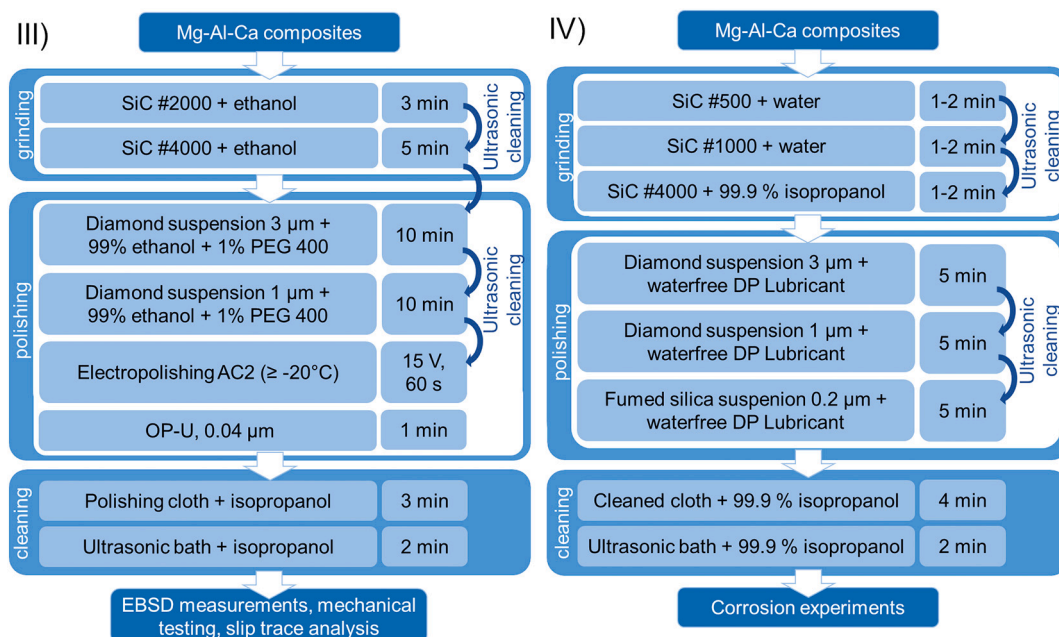 III)
Mg-Al-Ca composites
grinding
SiC #2000 + ethanol
3 min
SiC #4000 + ethanol
5 min
Ultrasonic
cleaning
polishing
Diamond suspension 3 µm +
99% ethanol + 1% PEG 400
10 min
Diamond suspension 1 µm +
99% ethanol + 1% PEG 400
10 min
Ultrasonic
cleaning
Electropolishing AC2 (≥ -20°C)
15 V,
60 s
OP-U, 0.04 µm
1 min
cleaning
Polishing cloth + isopropanol
3 min
Ultrasonic bath + isopropanol
2 min
EBSD measurements, mechanical
testing, slip trace analysis
IV)
Mg-Al-Ca composites
grinding
SiC #500 + water
1-2 min
SiC #1000 + water
1-2 min
SiC #4000 + 99.9 % isopropanol
1-2 min
Ultrasonic
cleaning
polishing
Diamond suspension 3 µm +
waterfree DP Lubricant
5 min
Diamond suspension 1 µm +
waterfree DP Lubricant
5 min
Fumed silica suspenion 0.2 µm +
waterfree DP Lubricant
5 min
Ultrasonic
cleaning
cleaning
Cleaned cloth + 99.9 % isopropanol
4 min
Ultrasonic bath + 99.9 % isopropanol
2 min
Corrosion experiments